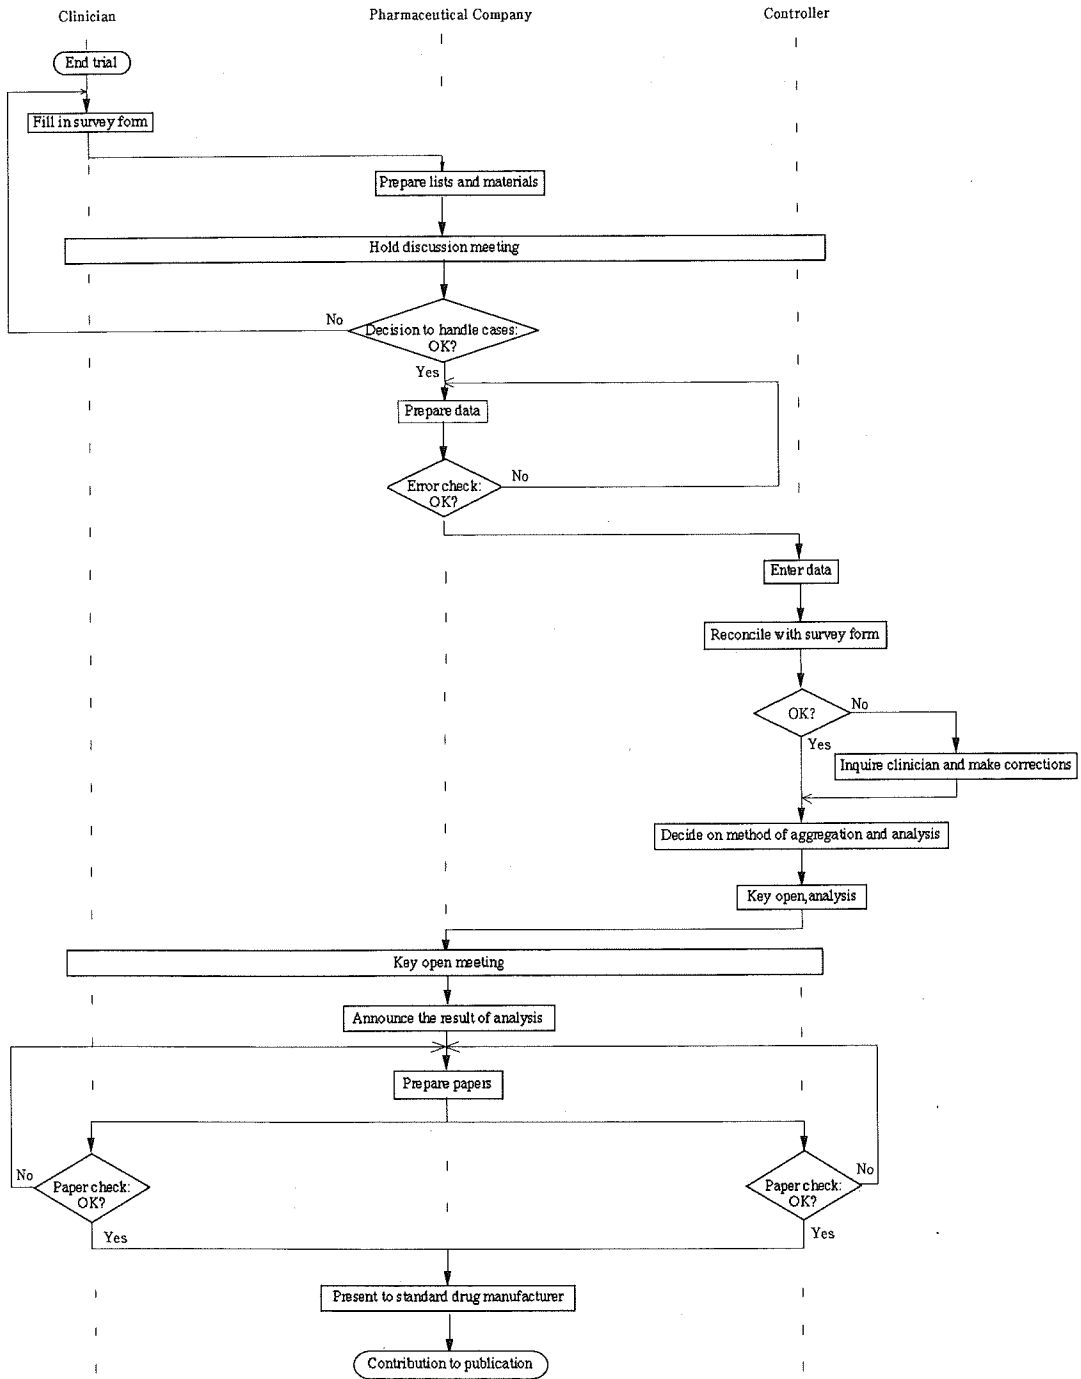 Clinician
Pharmaceutical Company
Controller
End trial
Fill in survey form
Prepare lists and materials
Hold discussion meeting
No
Decision to handle cases:
OK?
Yes
Prepare data
No
Error check:
OK?
Enter data
Reconcile with survey form
No
OK?
Yes
Inquire clinician and make corrections
Decide on method of aggregation and analysis
Key open,analysis
Key open meeting
Announce the result of analysis
Prepare papers
No
Paper check:
OK?
Yes
No
Paper check:
OK?
Yes
Present to standard drug manufacturer
Contribution to publication